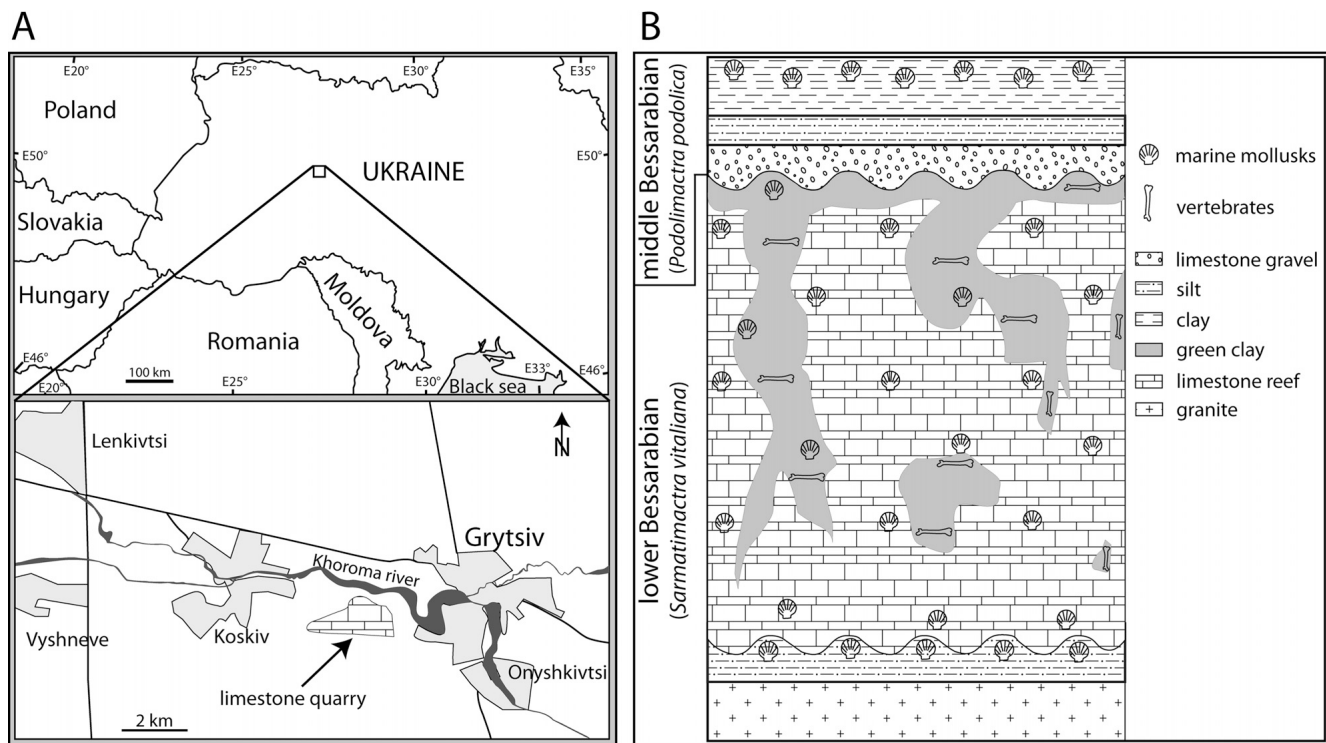 A
E20°
E25°
E30°
E35°
Poland
E50°
E50°
UKRAINE
Slovakia
Hungary
Moldova
Romania
E46°
E20°
100 km
E25°
E30°
E33°
E46°
Black sea
Lenkivtsi
N
Grytsiv
Khoroma river
Vyshneve
Koskiv
Onyshkivtsi
limestone quarry
2 km
B
middle Bessarabian
(Podolimactra podolica)
lower Bessarabian
(Sarmatimactra vitaliana)
marine mollusks
vertebrates
limestone gravel
silt
clay
green clay
limestone reef
granite